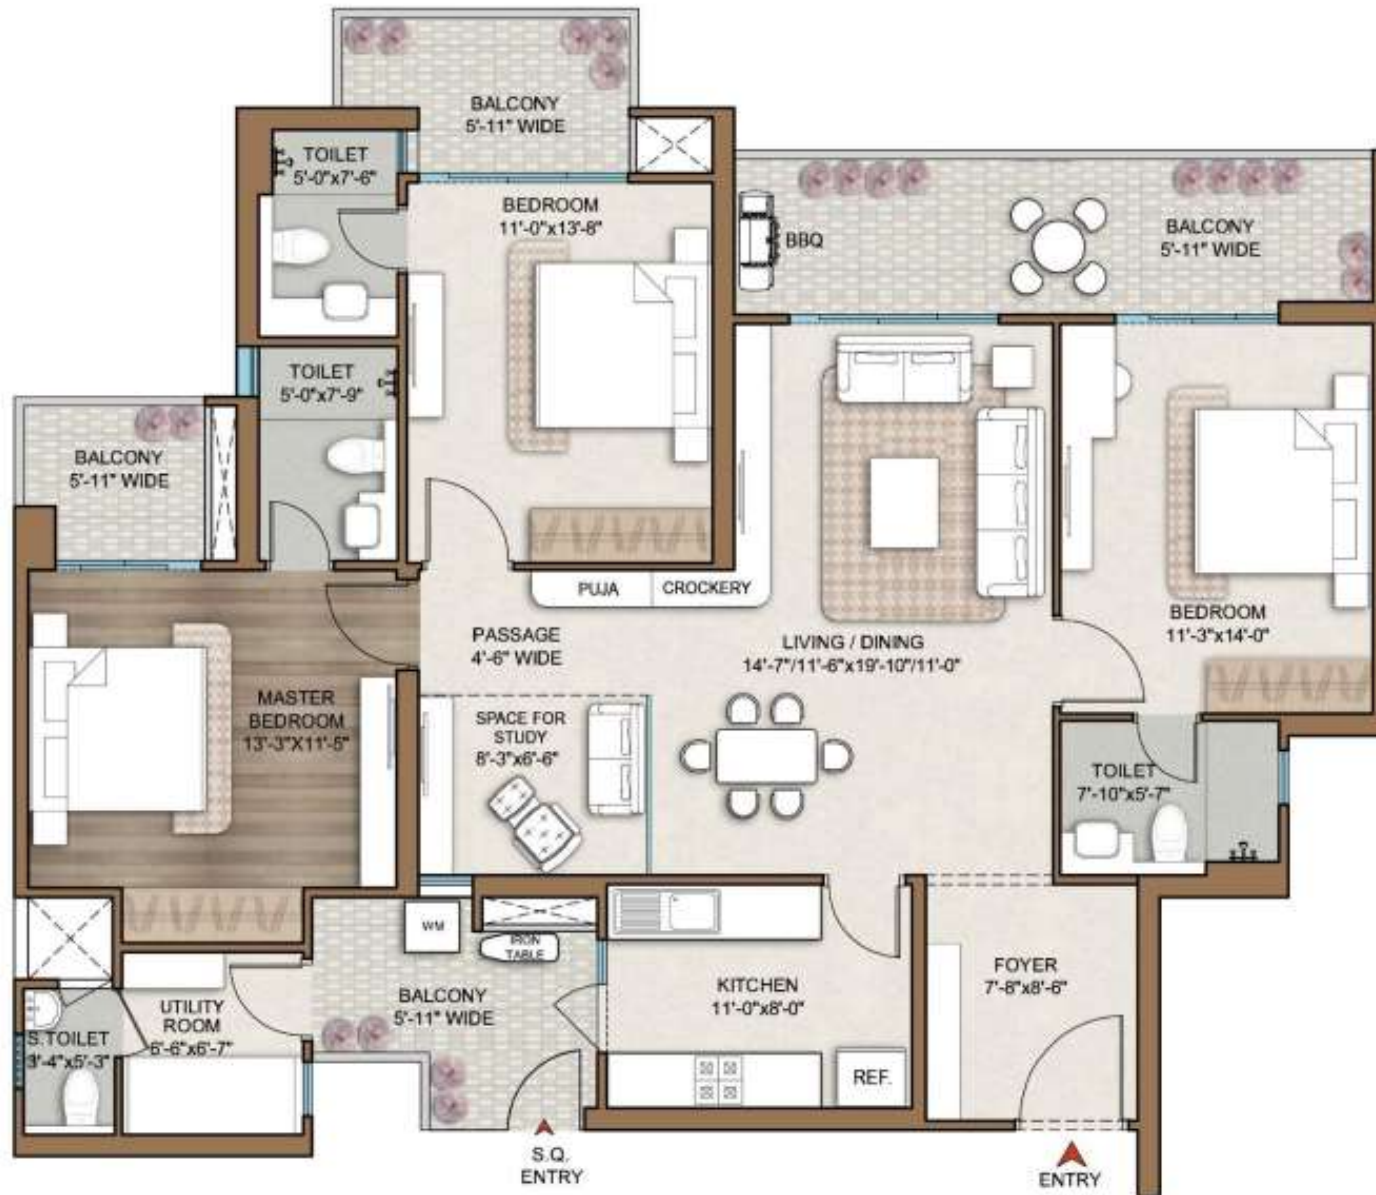 BALCONY
5'-11" WIDE
TOILET
5'-0"x7'-6"
BEDROOM
11'-0"x13'-8"
BBQ
BALCONY
5'-11" WIDE
TOILET
5'-0"x7'-9"
BALCONY
5'-11" WIDE
PUJA
CROCKERY
PASSAGE
4'-6" WIDE
LIVING / DINING
14'-7"/11'-6"x19'-10"/11'-0"
BEDROOM
11'-3"x14'-0"
MASTER
BEDROOM
13'-3"X11'-5"
SPACE FOR
STUDY
8'-3"x6'-6"
TOILET
7'-10"x5'-7"
WM
IRON
TABLE
BALCONY
5'-11" WIDE
KITCHEN
11'-0"x8'-0"
FOYER
7'-8"x8'-6"
UTILITY
ROOM
6'-6"x6'-7"
S.TOILET
3'-4"x5'-3"
REF.
S.Q.
ENTRY
ENTRY